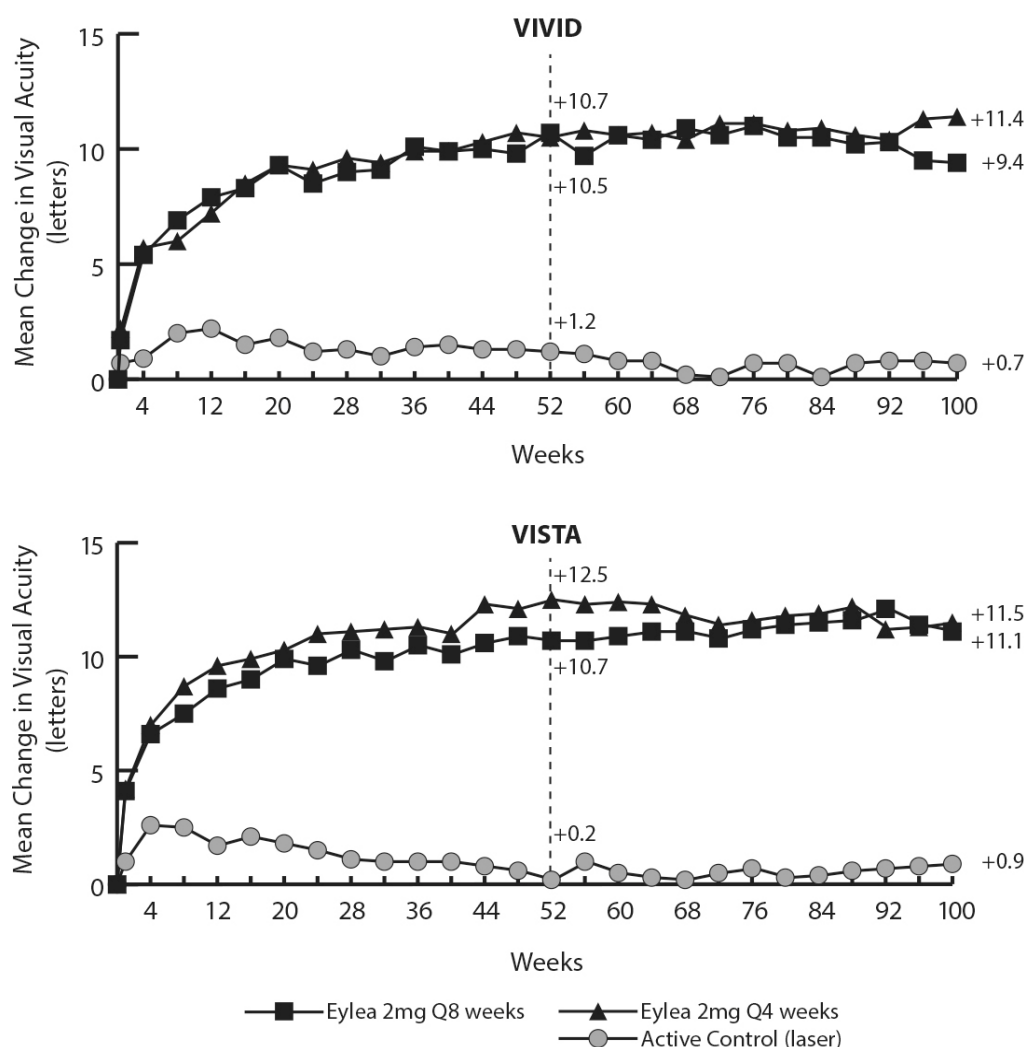 VIVID
Mean Change in Visual Acuity
(letters)
15
10
5
0
+10.7
+10.5
+1.2
+11.4
+9.4
+0.7
4 12 20 28 36 44 52 60 68 76 84 92 100
Weeks
VISTA
Mean Change in Visual Acuity
(letters)
15
10
5
0
+12.5
+10.7
+0.2
+11.5
+11.1
+0.9
4 12 20 28 36 44 52 60 68 76 84 92 100
Weeks
Eylea 2mg Q8 weeks
Eylea 2mg Q4 weeks
Active Control (laser)